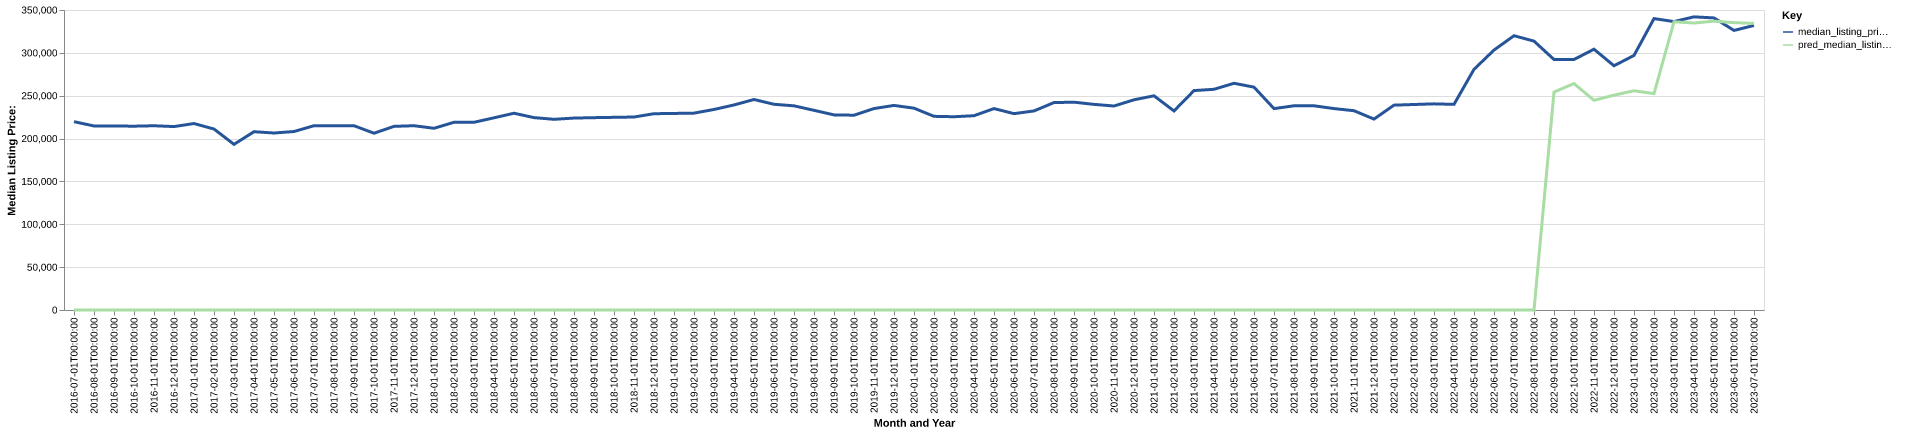 350,000
300,000
250,000
200,000
150,000
100,000
50,000
0
Median Listing Price:
2016-07-01T00:00:00
2016-08-01T00:00:00
2016-09-01T00:00:00
2016-10-01T00:00:00
2016-11-01T00:00:00
2016-12-01T00:00:00
2017-01-01T00:00:00
2017-02-01T00:00:00
2017-03-01T00:00:00
2017-04-01T00:00:00
2017-05-01T00:00:00
2017-06-01T00:00:00
2017-07-01T00:00:00
2017-08-01T00:00:00
2017-09-01T00:00:00
2017-10-01T00:00:00
2017-11-01T00:00:00
2017-12-01T00:00:00
2018-01-01T00:00:00
2018-02-01T00:00:00
2018-03-01T00:00:00
2018-04-01T00:00:00
2018-05-01T00:00:00
2018-06-01T00:00:00
2018-07-01T00:00:00
2018-08-01T00:00:00
2018-09-01T00:00:00
2018-10-01T00:00:00
2018-11-01T00:00:00
2018-12-01T00:00:00
2019-01-01T00:00:00
2019-02-01T00:00:00
2019-03-01T00:00:00
2019-04-01T00:00:00
2019-05-01T00:00:00
2019-06-01T00:00:00
2019-07-01T00:00:00
2019-08-01T00:00:00
2019-09-01T00:00:00
2019-10-01T00:00:00
2019-11-01T00:00:00
2019-12-01T00:00:00
2020-01-01T00:00:00
2020-02-01T00:00:00
2020-03-01T00:00:00
2020-04-01T00:00:00
2020-05-01T00:00:00
2020-06-01T00:00:00
2020-07-01T00:00:00
2020-08-01T00:00:00
2020-09-01T00:00:00
2020-10-01T00:00:00
2020-11-01T00:00:00
2020-12-01T00:00:00
2021-01-01T00:00:00
2021-02-01T00:00:00
2021-03-01T00:00:00
2021-04-01T00:00:00
2021-05-01T00:00:00
2021-06-01T00:00:00
2021-07-01T00:00:00
2021-08-01T00:00:00
2021-09-01T00:00:00
2021-10-01T00:00:00
2021-11-01T00:00:00
2021-12-01T00:00:00
2022-01-01T00:00:00
2022-02-01T00:00:00
2022-03-01T00:00:00
2022-04-01T00:00:00
2022-05-01T00:00:00
2022-06-01T00:00:00
2022-07-01T00:00:00
2022-08-01T00:00:00
2022-09-01T00:00:00
2022-10-01T00:00:00
2022-11-01T00:00:00
2022-12-01T00:00:00
2023-01-01T00:00:00
2023-02-01T00:00:00
2023-03-01T00:00:00
2023-04-01T00:00:00
2023-05-01T00:00:00
2023-06-01T00:00:00
2023-07-01T00:00:00
Month and Year
Key
median_listing_pri…
pred_median_listin…